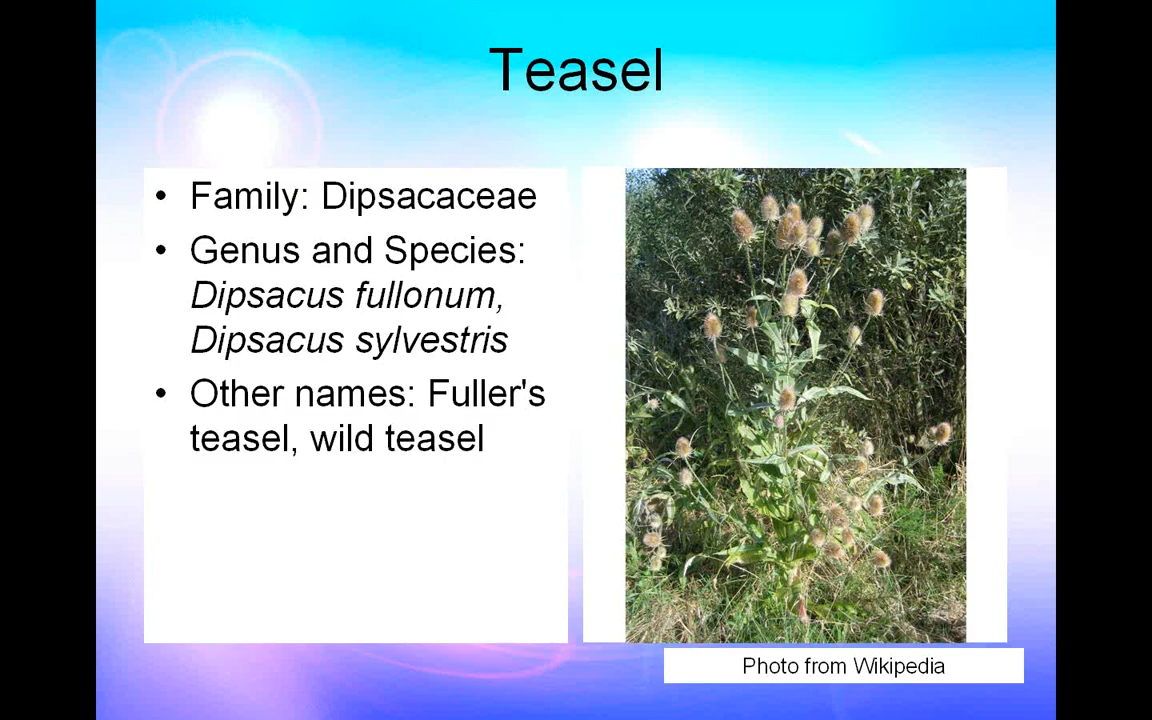 Teasel
• Family: Dipsacaceae
• Genus and Species:
Dipsacus fullonum,
Dipsacus sylvestris
• Other names: Fuller's
teasel, wild teasel
Photo from Wikipedia